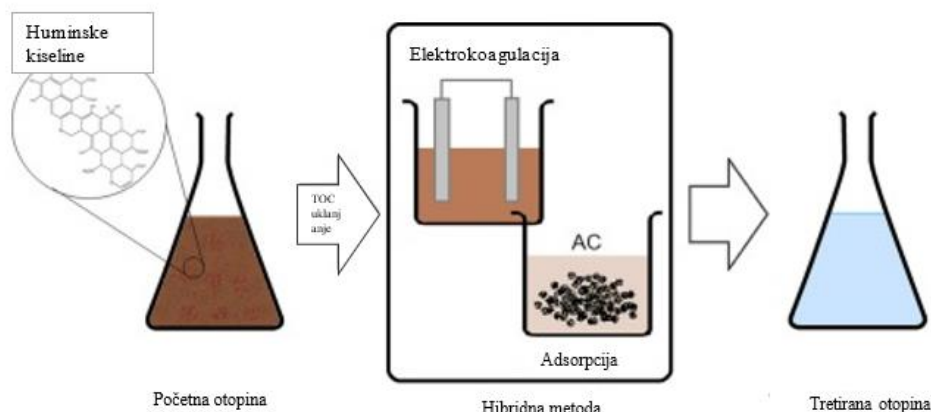 Huminske
kiseline
Elektrokoagulacija
TOC
uklanj
anje
AC
Adsorpcija
Početna otopina
Hibridna metoda
Tretirana otopina